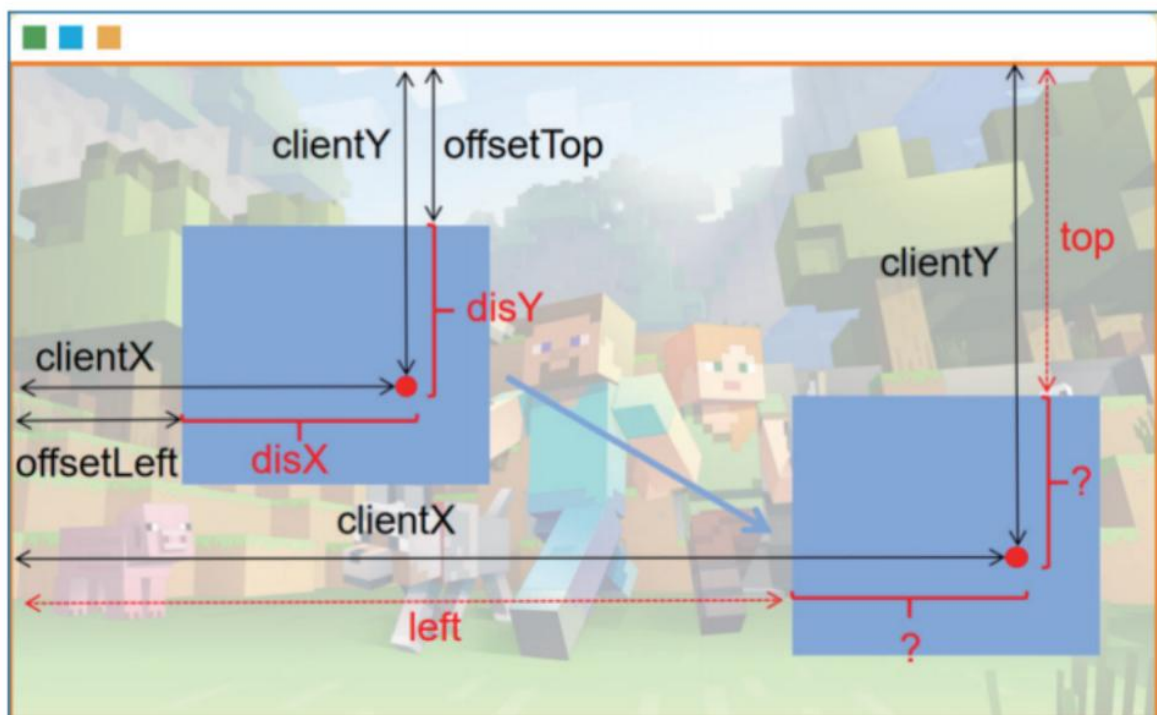 clientY
offsetTop
clientY
top
disY
clientX
offsetLeft
disX
?
clientX
left
?